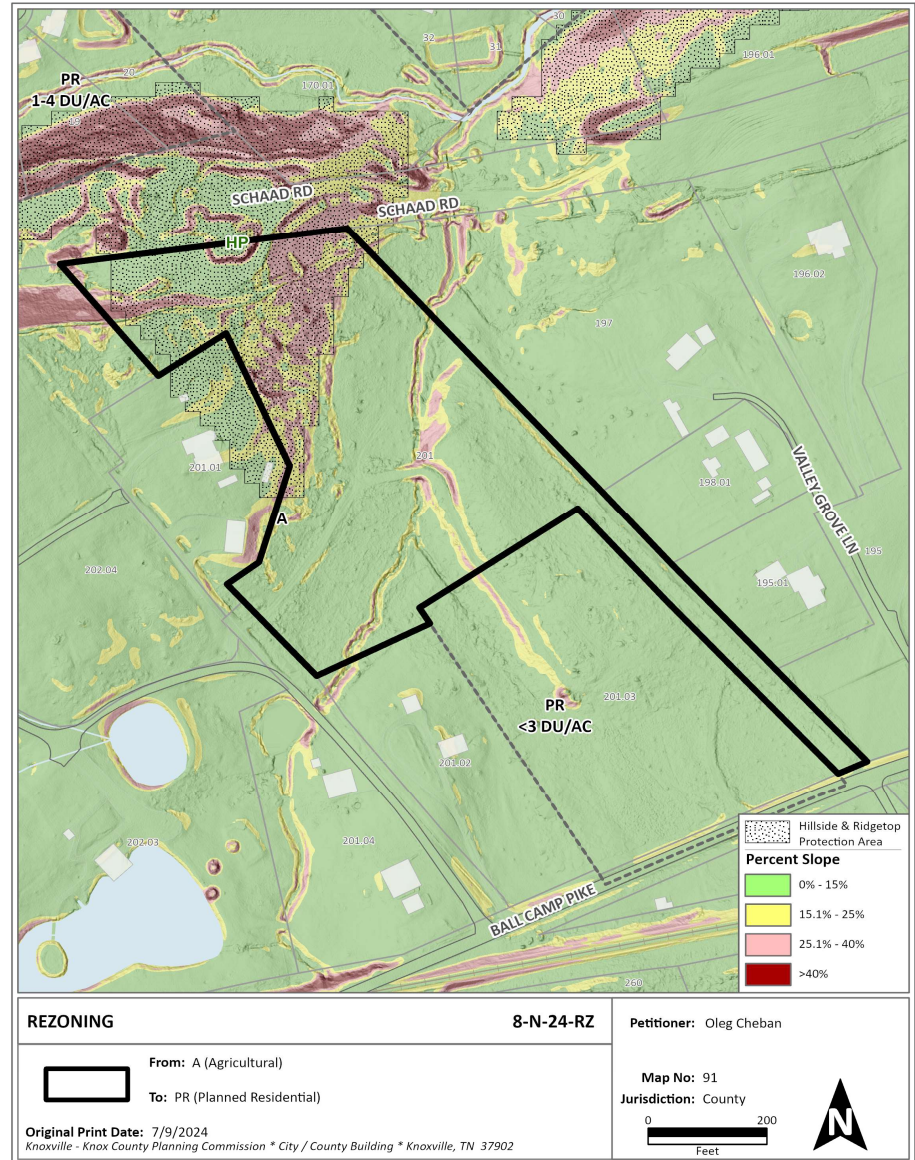 30
32
31
196.01
PR
1-4 DU/AC
20
170.01
19
SCHAAD RD
SCHAAD RD
HP
196.02
197
201
201.01
198.01
VALLEY GROVE LN
A
195
202.04
195.01
PR
<3 DU/AC
201.03
201.02
202.03
201.04
BALL CAMP PIKE
260
Hillside & Ridgetop
Protection Area
Percent Slope
0% - 15%
15.1% - 25%
25.1% - 40%
>40%
REZONING
8-N-24-RZ
From: A (Agricultural)
To: PR (Planned Residential)
Original Print Date: 7/9/2024
Knoxville - Knox County Planning Commission * City / County Building * Knoxville, TN 37902
Petitioner: Oleg Cheban
Map No: 91
Jurisdiction: County
0 200
Feet
N